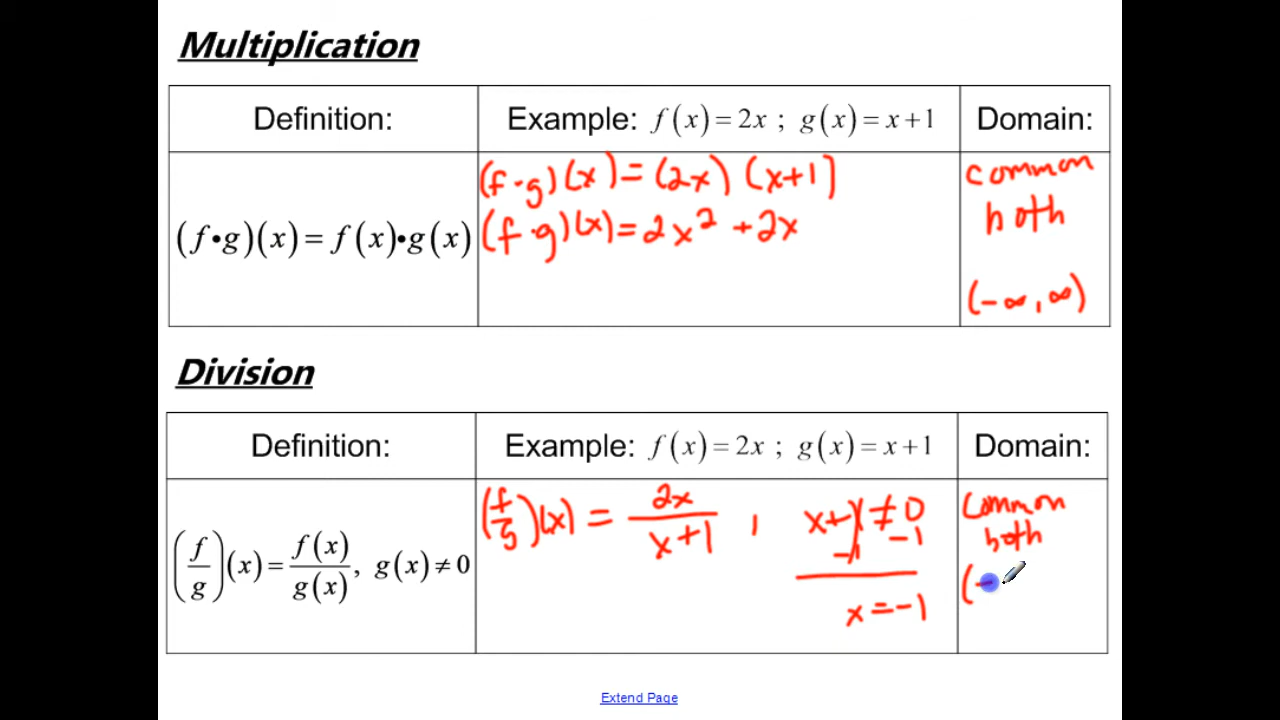 Multiplication
Definition:
Example: f(x) = 2x ; g(x) = x + 1
Domain:
(f•g)(x) = f(x)•g(x)
(f·g)(x) = (2x) (x+1)
(f·g)(x) = 2x² + 2x
common
both
(-∞, ∞)
Division
Definition:
Example: f(x) = 2x ; g(x) = x + 1
Domain:
(f/g)(x) = f(x)/g(x), g(x) ≠ 0
(f/g)(x) = 2x/x+1 , x+1 ≠ 0
-1 -1
x = -1
Common
both
(-
Extend Page